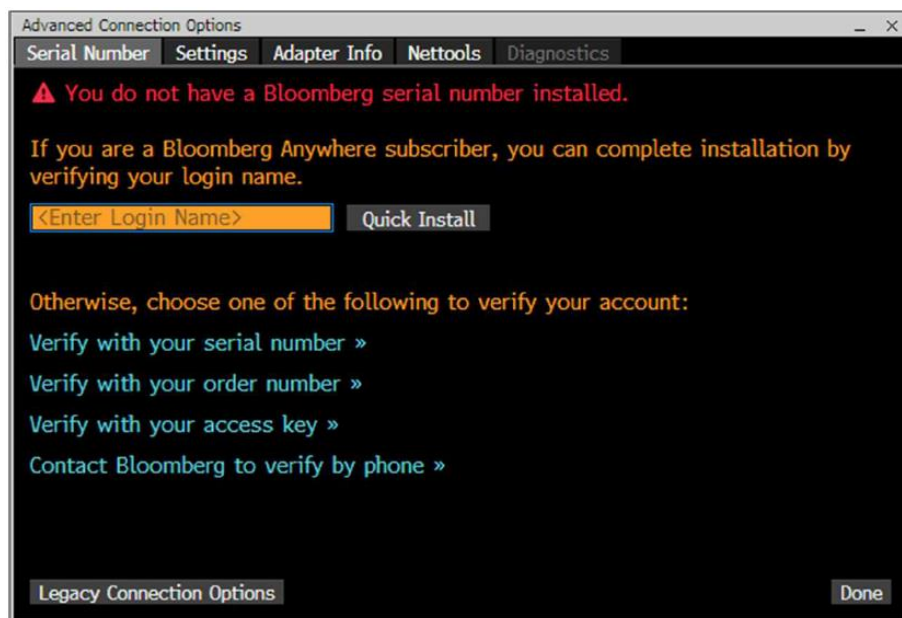 Advanced Connection Options
Serial Number Settings Adapter Info Nettools Diagnostics
You do not have a Bloomberg serial number installed.
If you are a Bloomberg Anywhere subscriber, you can complete installation by
verifying your login name.
<Enter Login Name> Quick Install
Otherwise, choose one of the following to verify your account:
Verify with your serial number »
Verify with your order number »
Verify with your access key »
Contact Bloomberg to verify by phone »
Legacy Connection Options Done